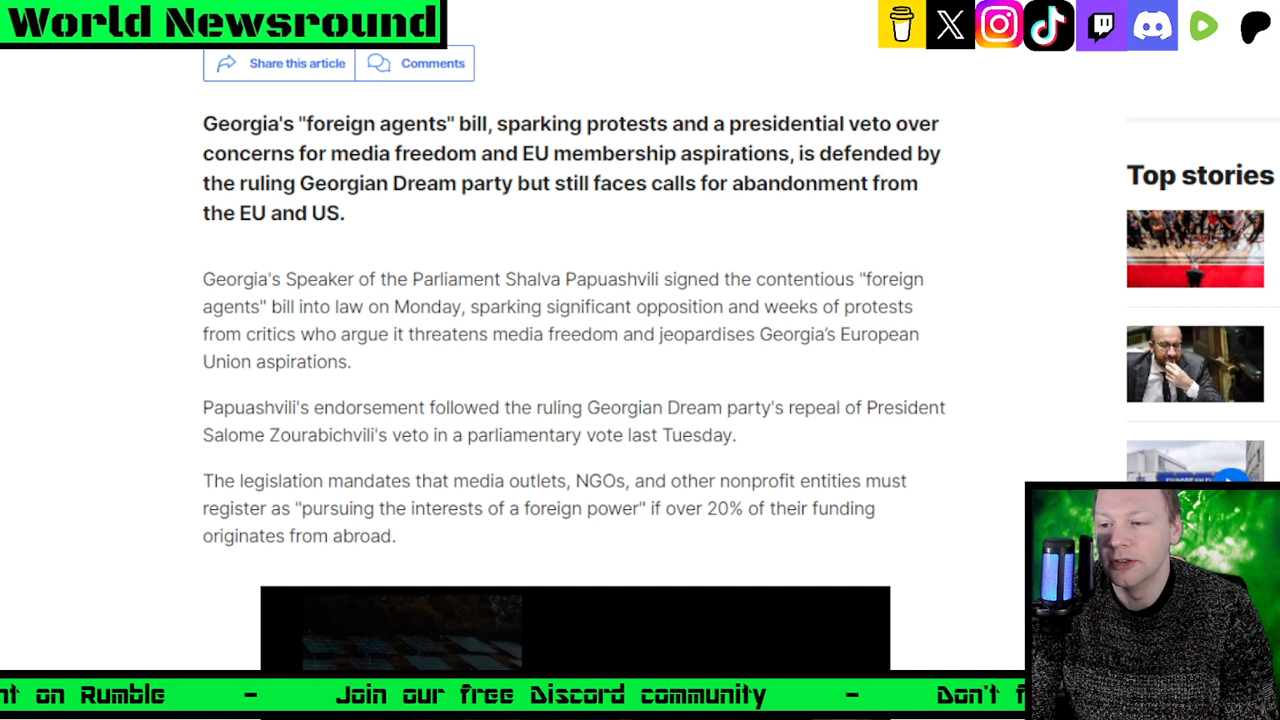 World Newsround
Share this article
Comments
Georgia's "foreign agents" bill, sparking protests and a presidential veto over
concerns for media freedom and EU membership aspirations, is defended by
the ruling Georgian Dream party but still faces calls for abandonment from
the EU and US.
Top stories
Georgia's Speaker of the Parliament Shalva Papuashvili signed the contentious "foreign
agents" bill into law on Monday, sparking significant opposition and weeks of protests
from critics who argue it threatens media freedom and jeopardises Georgia’s European
Union aspirations.
Papuashvili's endorsement followed the ruling Georgian Dream party's repeal of President
Salome Zourabichvili's veto in a parliamentary vote last Tuesday.
The legislation mandates that media outlets, NGOs, and other nonprofit entities must
register as "pursuing the interests of a foreign power" if over 20% of their funding
originates from abroad.
nt on Rumble - Join our free Discord community - Don't f